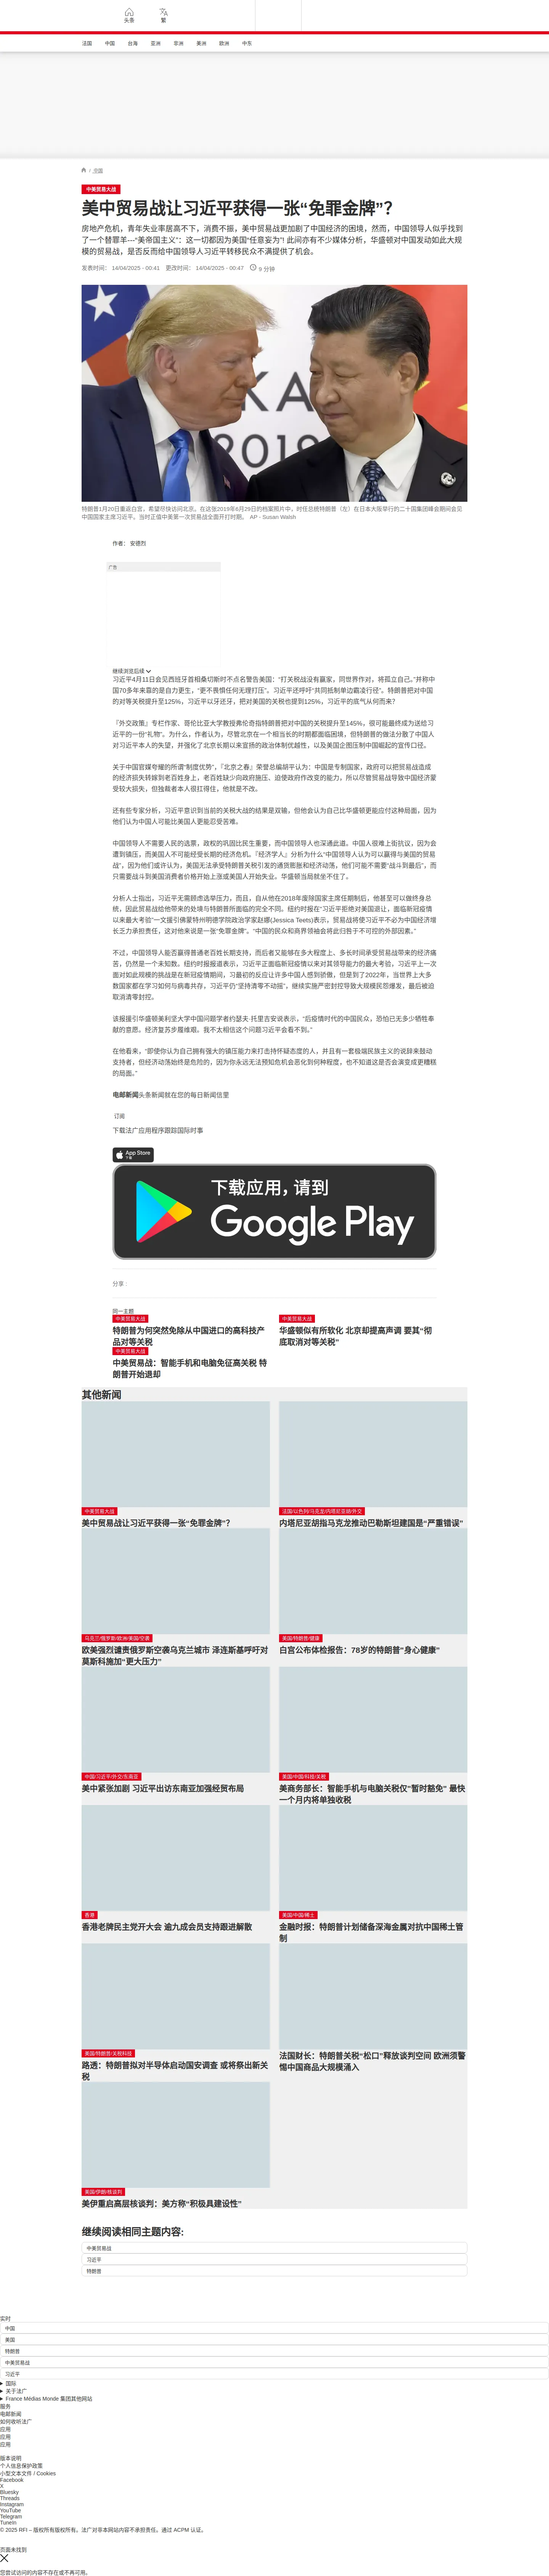 头条
繁
法国
中国
台海
亚洲
非洲
美洲
欧洲
中东
/ 中国
中美贸易大战
美中贸易战让习近平获得一张“免罪金牌”？
房地产危机，青年失业率居高不下，消费不振，美中贸易战更加剧了中国经济的困境，然而，中国领导人似乎找到
了一个替罪羊---“美帝国主义”：这一切都因为美国“任意妄为”! 此间亦有不少媒体分析，华盛顿对中国发动如此大规
模的贸易战，是否反而给中国领导人习近平转移民众不满提供了机会。
发表时间： 14/04/2025 - 00:41 更改时间： 14/04/2025 - 00:47 9 分钟
特朗普1月20日重返白宫，希望尽快访问北京。在这张2019年6月29日的档案照片中，时任总统特朗普（左）在日本大阪举行的二十国集团峰会期间会见
中国国家主席习近平。当时正值中美第一次贸易战全面开打时期。 AP - Susan Walsh
作者： 安德烈
广告
继续浏览后续
习近平4月11日会见西班牙首相桑切斯时不点名警告美国：“打关税战没有赢家，同世界作对，将孤立自己。”并称中
国70多年来靠的是自力更生，“更不畏惧任何无理打压”。习近平还呼吁“共同抵制单边霸凌行径”。特朗普把对中国
的对等关税提升至125%，习近平以牙还牙，把对美国的关税也提到125%，习近平的底气从何而来？
『外交政策』专栏作家、哥伦比亚大学教授弗伦奇指特朗普把对中国的关税提升至145%，很可能最终成为送给习
近平的一份“礼物”。为什么，作者认为，尽管北京在一个相当长的时期都面临困境，但特朗普的做法分散了中国人
对习近平本人的失望，并强化了北京长期以来宣扬的政治体制优越性，以及美国企图压制中国崛起的宣传口径。
关于中国官媒夸耀的所谓“制度优势”，『北京之春』荣誉总编胡平认为：中国是专制国家，政府可以把贸易战造成
的经济损失转嫁到老百姓身上，老百姓缺少向政府施压、迫使政府作改变的能力，所以尽管贸易战导致中国经济蒙
受较大损失，但独裁者本人很扛得住，他就是不改。
还有些专家分析，习近平意识到当前的关税大战的结果是双输，但他会认为自己比华盛顿更能应付这种局面，因为
他们认为中国人可能比美国人更能忍受苦难。
中国领导人不需要人民的选票，政权的巩固比民生重要，而中国领导人也深通此道。中国人很难上街抗议，因为会
遭到镇压，而美国人不可能经受长期的经济危机。『经济学人』分析为什么“中国领导人认为可以赢得与美国的贸易
战”，因为他们或许认为，美国无法承受特朗普关税引发的通货膨胀和经济动荡，他们可能不需要“战斗到最后”，而
只需要战斗到美国消费者价格开始上涨或美国人开始失业。华盛顿当局就坐不住了。
分析人士指出，习近平无需顾虑选举压力，而且，自从他在2018年废除国家主席任期制后，他甚至可以做终身总
统，因此贸易战给他带来的处境与特朗普所面临的完全不同。纽约时报在“习近平拒绝对美国退让，面临新冠疫情
以来最大考验”一文援引佛蒙特州明德学院政治学家赵娜(Jessica Teets)表示，贸易战将使习近平不必为中国经济增
长乏力承担责任，这对他来说是一张‘免罪金牌’”。“中国的民众和商界领袖会将此归咎于不可控的外部因素。”
不过，中国领导人能否赢得普通老百姓长期支持，而后者又能够在多大程度上、多长时间承受贸易战带来的经济痛
苦，仍然是一个未知数。纽约时报报道表示，习近平正面临新冠疫情以来对其领导能力的最大考验，习近平上一次
面对如此规模的挑战是在新冠疫情期间，习最初的反应让许多中国人感到骄傲，但是到了2022年，当世界上大多
数国家都在学习如何与病毒共存，习近平仍“坚持清零不动摇”，继续实施严密封控导致大规模民怨爆发，最后被迫
取消清零封控。
该报援引华盛顿美利坚大学中国问题学者约瑟夫·托里吉安说表示，“后疫情时代的中国民众，恐怕已无多少牺牲奉
献的意愿。经济复苏步履维艰。我不太相信这个问题习近平会看不到。”
在他看来，“即使你认为自己拥有强大的镇压能力来打击持怀疑态度的人，并且有一套极端民族主义的说辞来鼓动
支持者，但经济动荡始终是危险的，因为你永远无法预知危机会恶化到何种程度，也不知道这是否会演变成更糟糕
的局面。”
电邮新闻头条新闻就在您的每日新闻信里
订阅
下载法广应用程序跟踪国际时事
App Store
下载
下载应用，请到
Google Play
分享 :
同一主题
中美贸易大战
特朗普为何突然免除从中国进口的高科技产
品对等关税
中美贸易大战
华盛顿似有所软化 北京却提高声调 要其“彻
底取消对等关税”
中美贸易大战
中美贸易战：智能手机和电脑免征高关税 特
朗普开始退却
其他新闻
中美贸易大战
美中贸易战让习近平获得一张“免罪金牌”？
法国/以色列/马克龙/内塔尼亚胡/外交
内塔尼亚胡指马克龙推动巴勒斯坦建国是“严重错误”
乌克兰/俄罗斯/欧洲/美国/空袭
欧美强烈谴责俄罗斯空袭乌克兰城市 泽连斯基呼吁对
莫斯科施加“更大压力”
美国/特朗普/健康
白宫公布体检报告：78岁的特朗普"身心健康"
中国/习近平/外交/东南亚
美中紧张加剧 习近平出访东南亚加强经贸布局
美国/中国/科技/关税
美商务部长：智能手机与电脑关税仅"暂时豁免" 最快
一个月内将单独收税
香港
香港老牌民主党开大会 逾九成会员支持跟进解散
美国/中国/稀土
金融时报：特朗普计划储备深海金属对抗中国稀土管
制
美国/特朗普/关税科技
路透：特朗普拟对半导体启动国安调查 或将祭出新关
税
法国财长：特朗普关税“松口”释放谈判空间 欧洲须警
惕中国商品大规模涌入
美国/伊朗/核谈判
美伊重启高层核谈判：美方称“积极具建设性”
继续阅读相同主题内容:
中美贸易战
习近平
特朗普
实时
中国
美国
特朗普
中美贸易战
习近平
国际
关于法广
France Médias Monde 集团其他网站
服务
电邮新闻
如何收听法广
应用
应用
应用
版本说明
个人信息保护政策
小型文本文件 / Cookies
Facebook
X
Bluesky
Threads
Instagram
YouTube
Telegram
TuneIn
© 2025 RFI – 版权所有版权所有。法广对非本网站内容不承担责任。通过 ACPM 认证。
页面未找到
您尝试访问的内容不存在或不再可用。